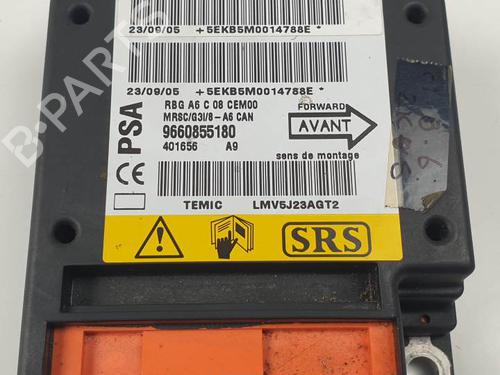 23/09/05 +5EKB5M0014788E*
23/09/05 +5EKB5M0014788E*
PSA
RBG A6 C 08 CEM00
MRSC/G3I/8-A6 CAN
9660855180
401656 A9
FORWARD
AVANT
sens de montage
CE
TEMIC LMV5J23AGT2
SRS
B-Parts